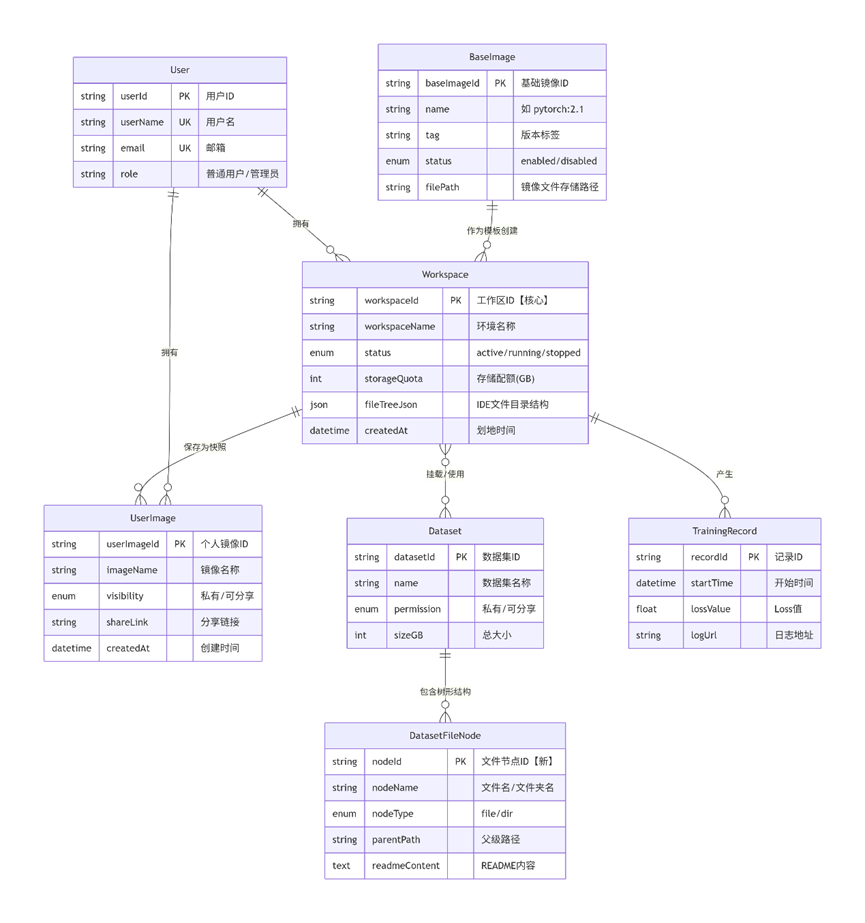 User
string userId PK 用户ID
string userName UK 用户名
string email UK 邮箱
string role 普通用户/管理员
BaseImage
string baseImageId PK 基础镜像ID
string name 如 pytorch:2.1
string tag 版本标签
enum status enabled/disabled
string filePath 镜像文件存储路径
拥有
作为模板创建
Workspace
string workspaceId PK 工作区ID【核心】
string workspaceName 环境名称
enum status active/running/stopped
int storageQuota 存储配额(GB)
json fileTreeJson IDE文件目录结构
datetime createdAt 划地时间
拥有
保存为快照
挂载/使用
产生
UserImage
string userImageId PK 个人镜像ID
string imageName 镜像名称
enum visibility 私有/可分享
string shareLink 分享链接
datetime createdAt 创建时间
Dataset
string datasetId PK 数据集ID
string name 数据集名称
enum permission 私有/可分享
int sizeGB 总大小
TrainingRecord
string recordId PK 记录ID
datetime startTime 开始时间
float lossValue Loss值
string logUrl 日志地址
包含树形结构
DatasetFileNode
string nodeId PK 文件节点ID【新】
string nodeName 文件名/文件夹名
enum nodeType file/dir
string parentPath 父级路径
text readmeContent README内容